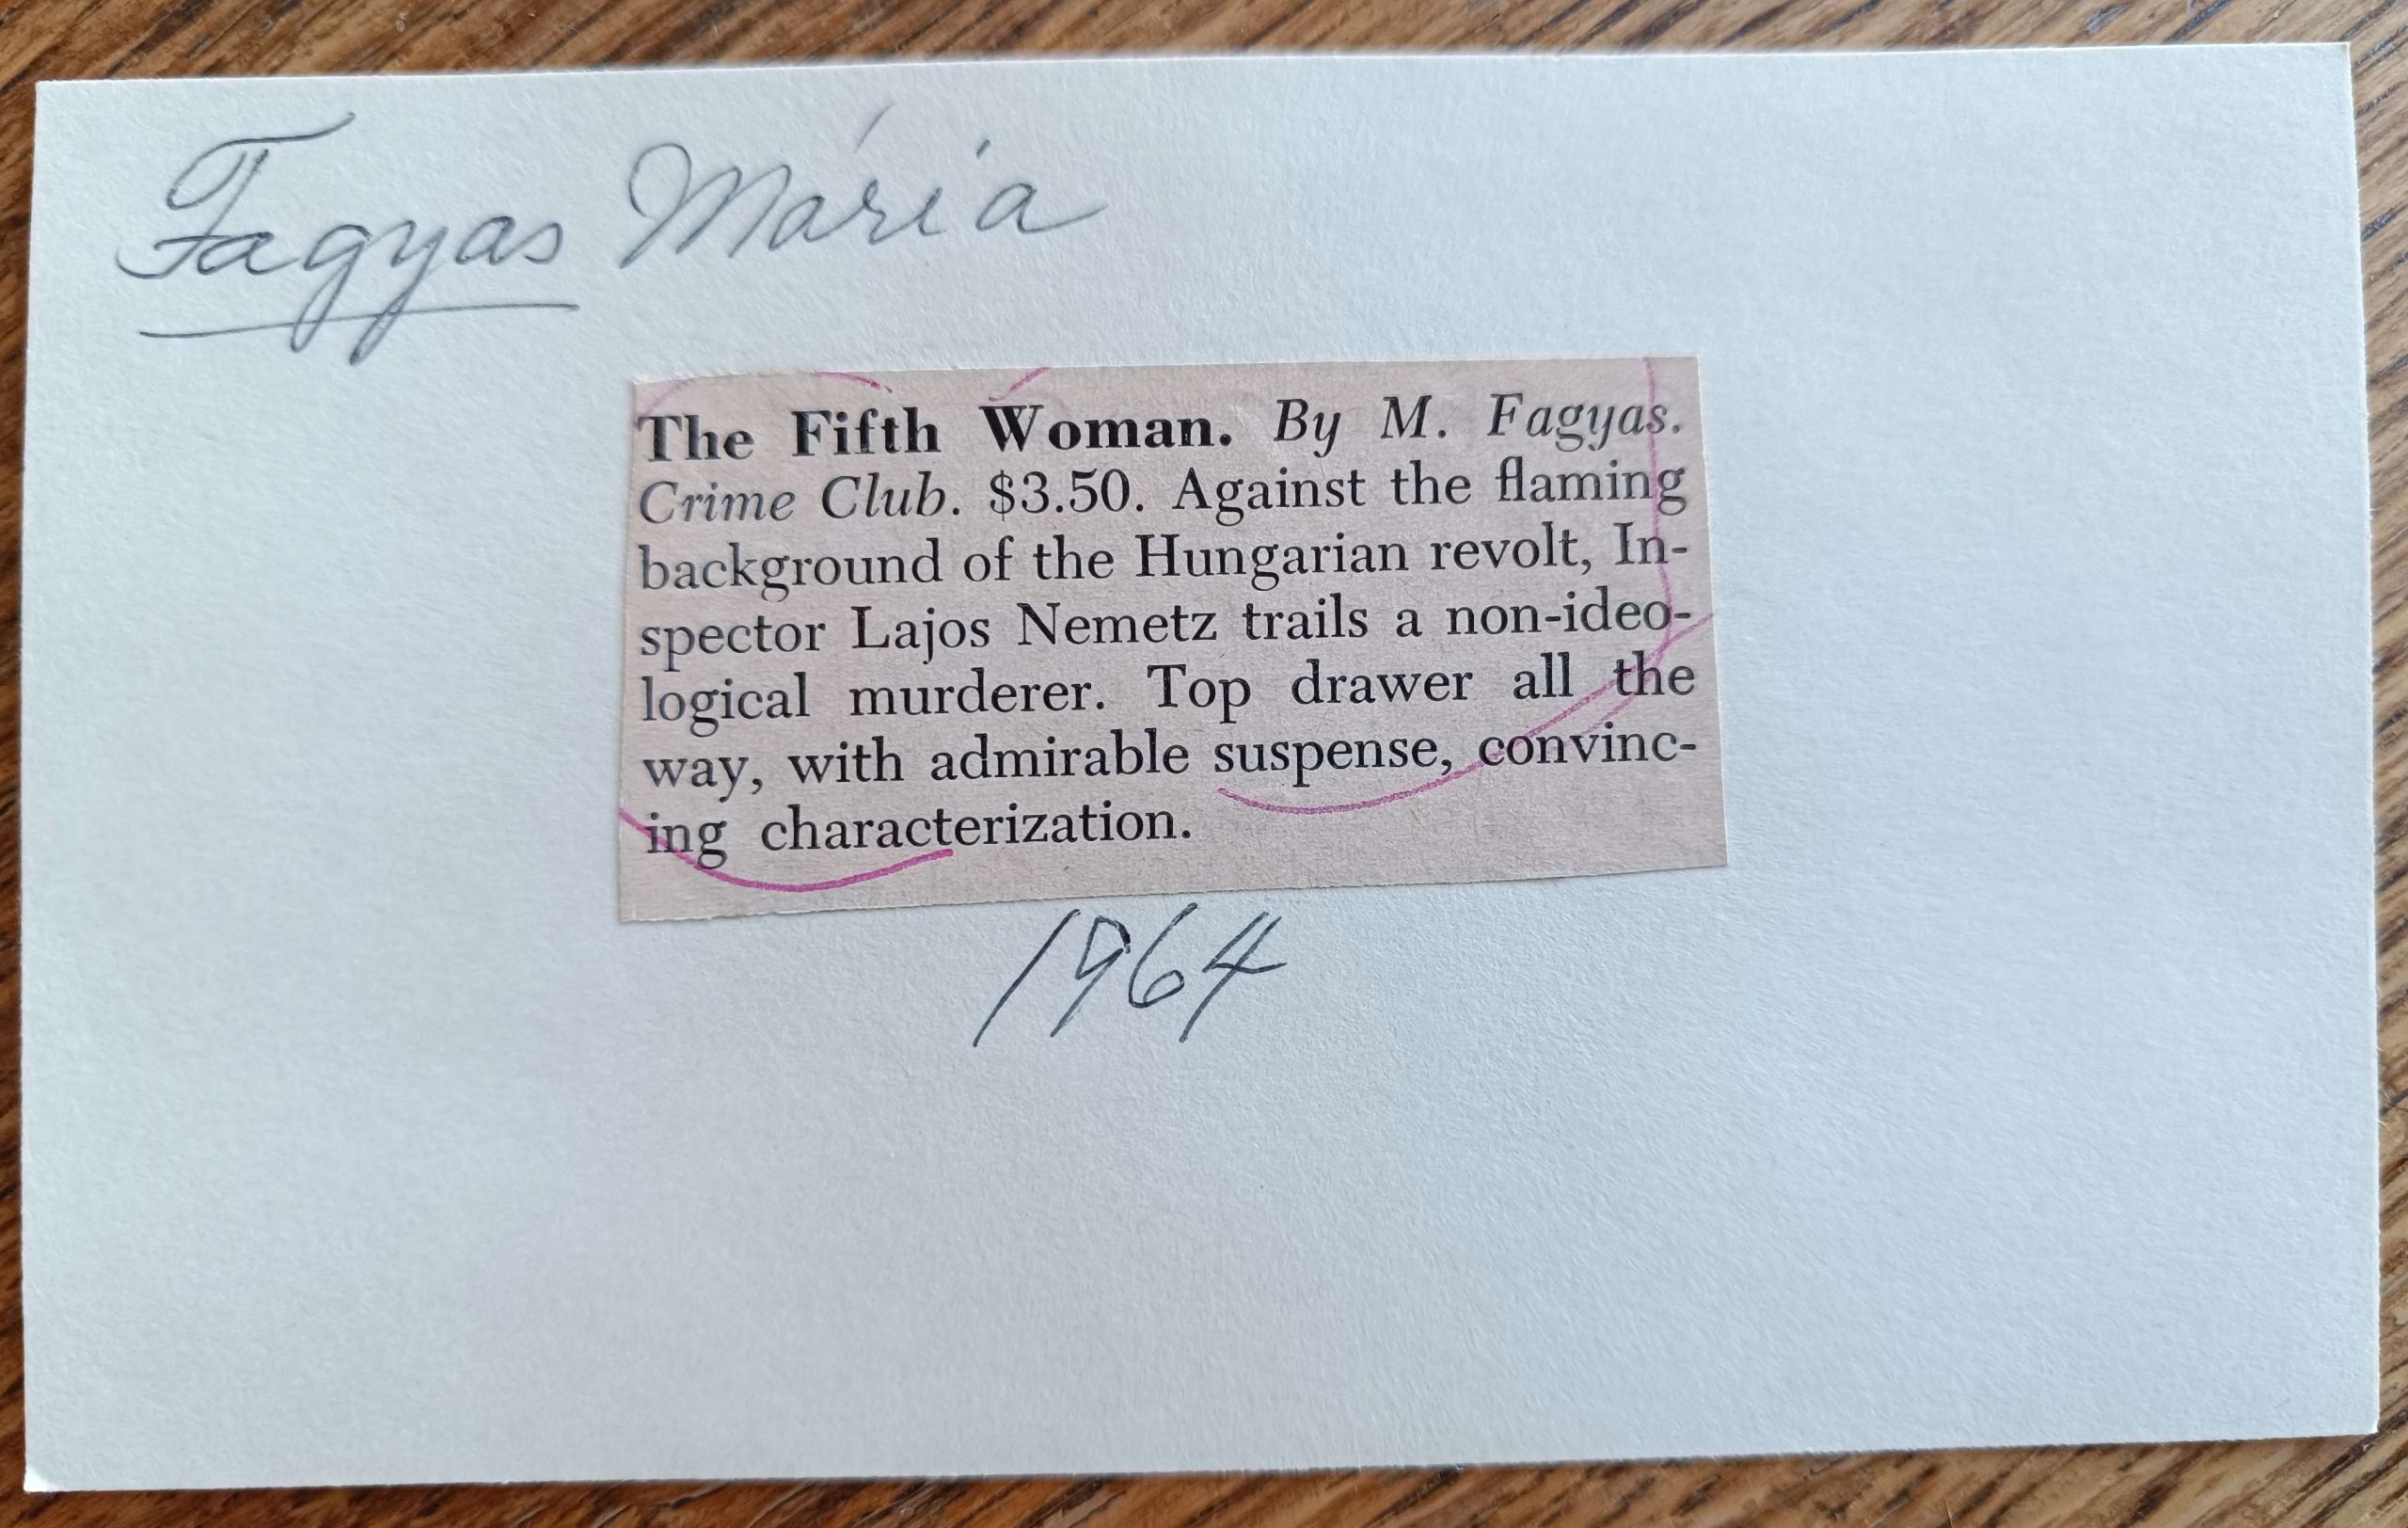 Fagyas Mária
The Fifth Woman. By M. Fagyas.
Crime Club. $3.50. Against the flaming
background of the Hungarian revolt, In-
spector Lajos Nemetz trails a non-ideo-
logical murderer. Top drawer all the
way, with admirable suspense, convinc-
ing characterization.
1964